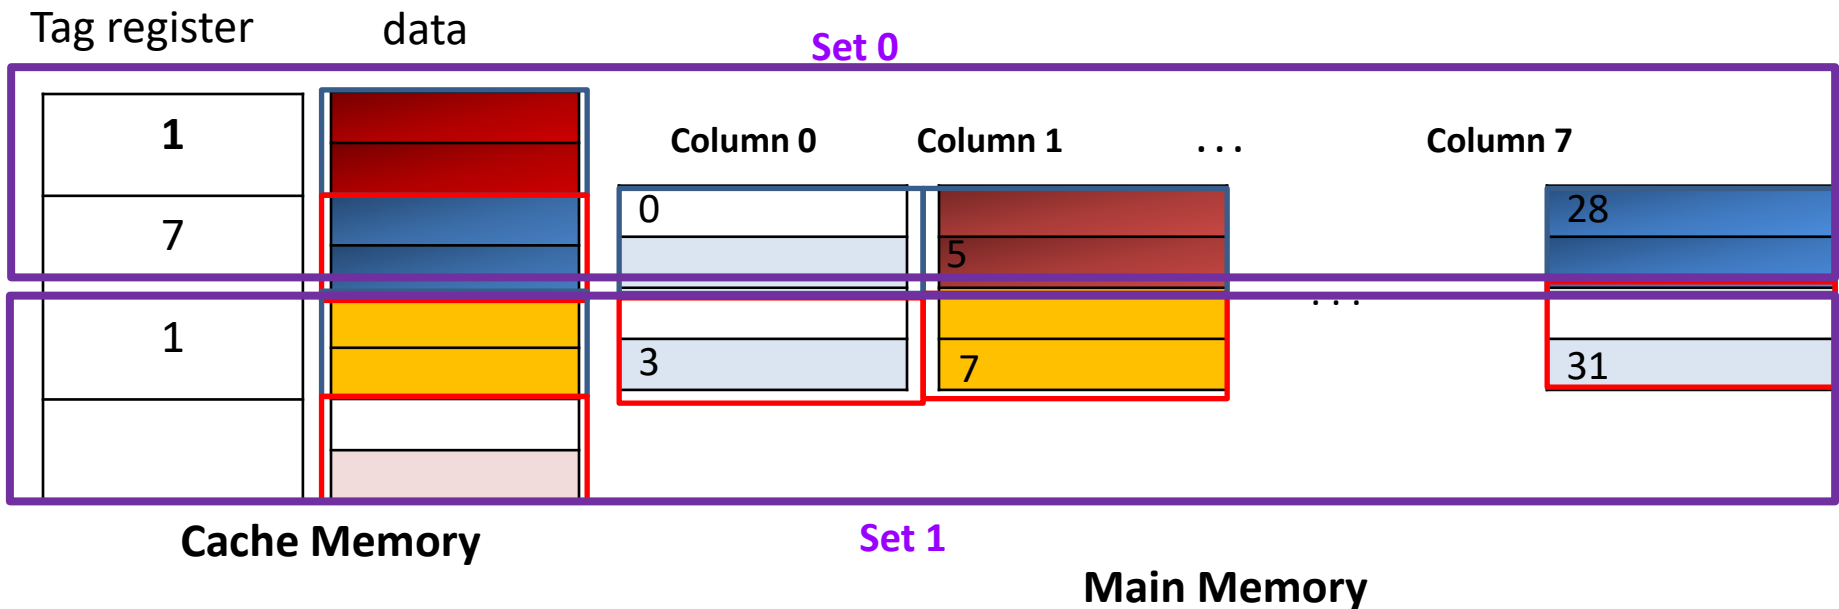 Tag register data
Set 0
1
Column 0 Column 1 ... Column 7
7
0
28
5
1
...
3
7
31
Cache Memory
Set 1
Main Memory